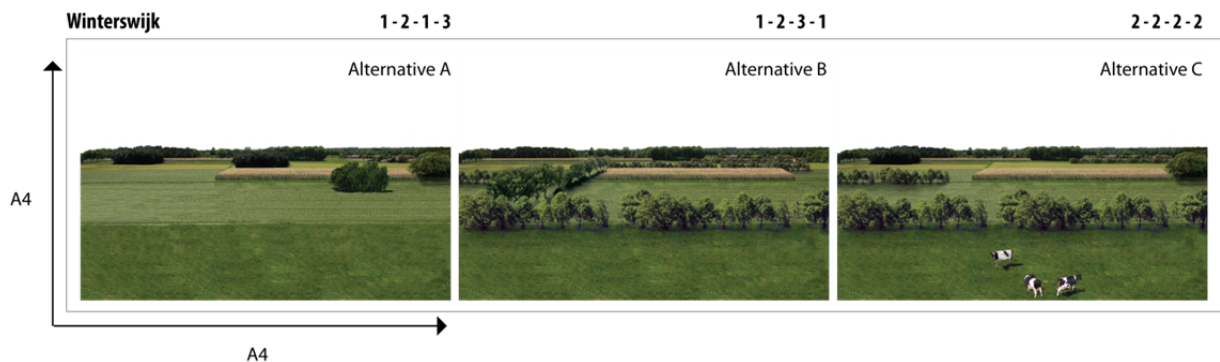 Winterswijk 1-2-1-3 1-2-3-1 2-2-2-2
Alternative A Alternative B Alternative C
A4
A4